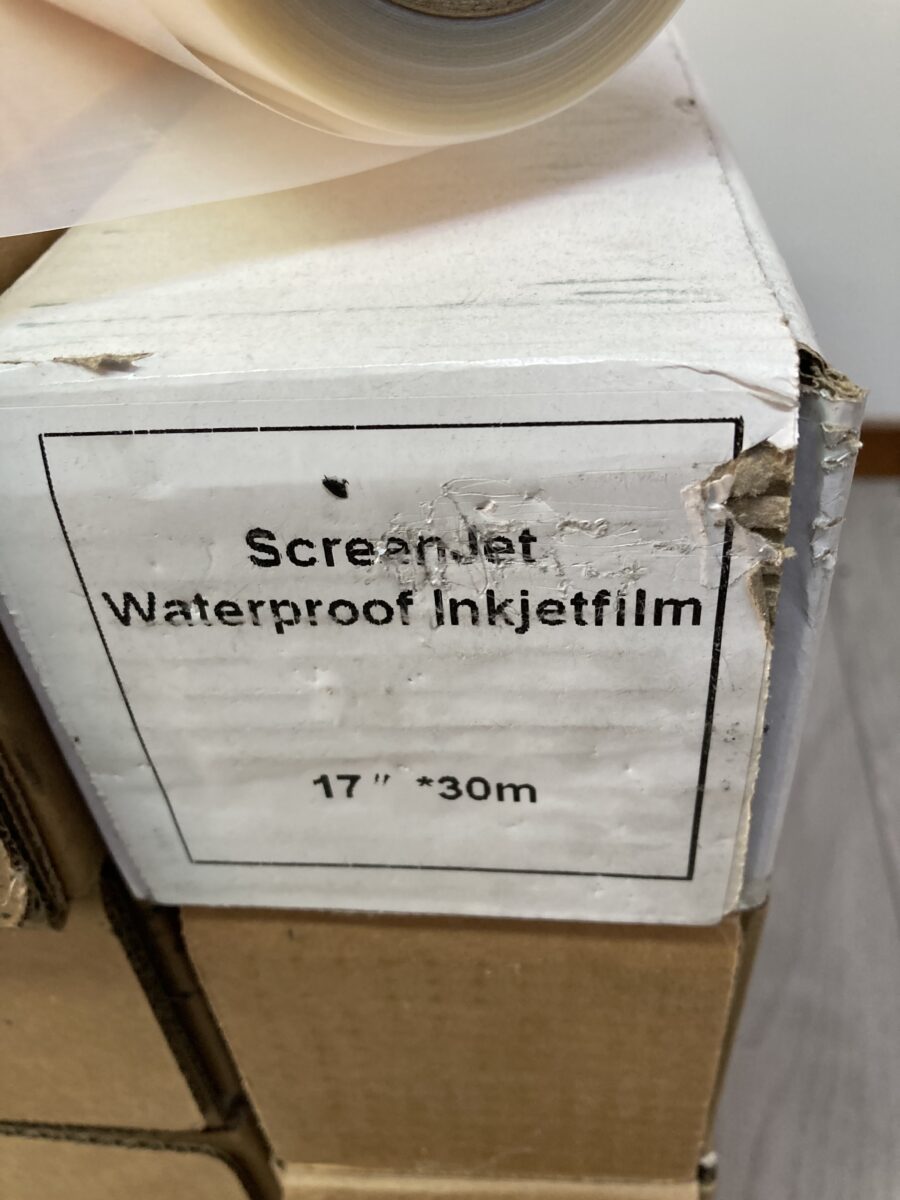 ScreenJet
Waterproof Inkjetfilm
17" *30m